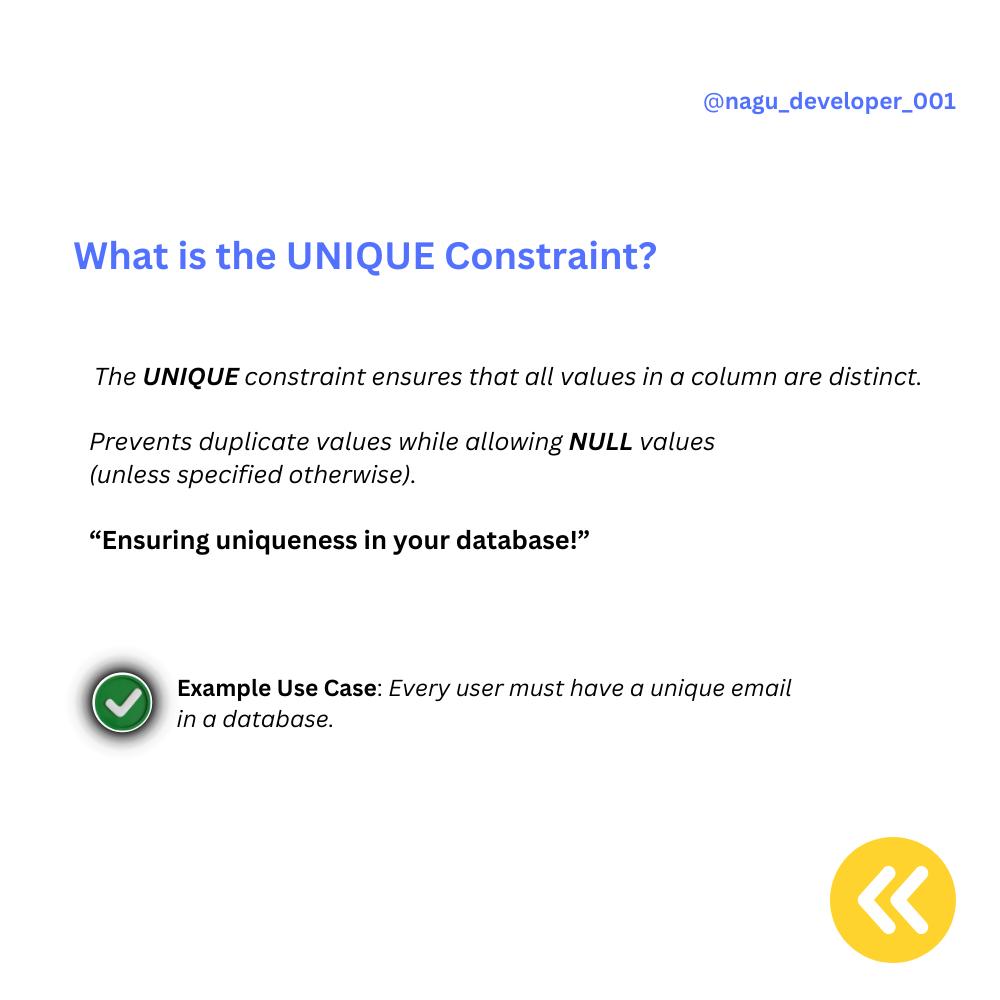 @nagu_developer_001
What is the UNIQUE Constraint?
The UNIQUE constraint ensures that all values in a column are distinct.
Prevents duplicate values while allowing NULL values
(unless specified otherwise).
“Ensuring uniqueness in your database!”
Example Use Case: Every user must have a unique email
in a database.